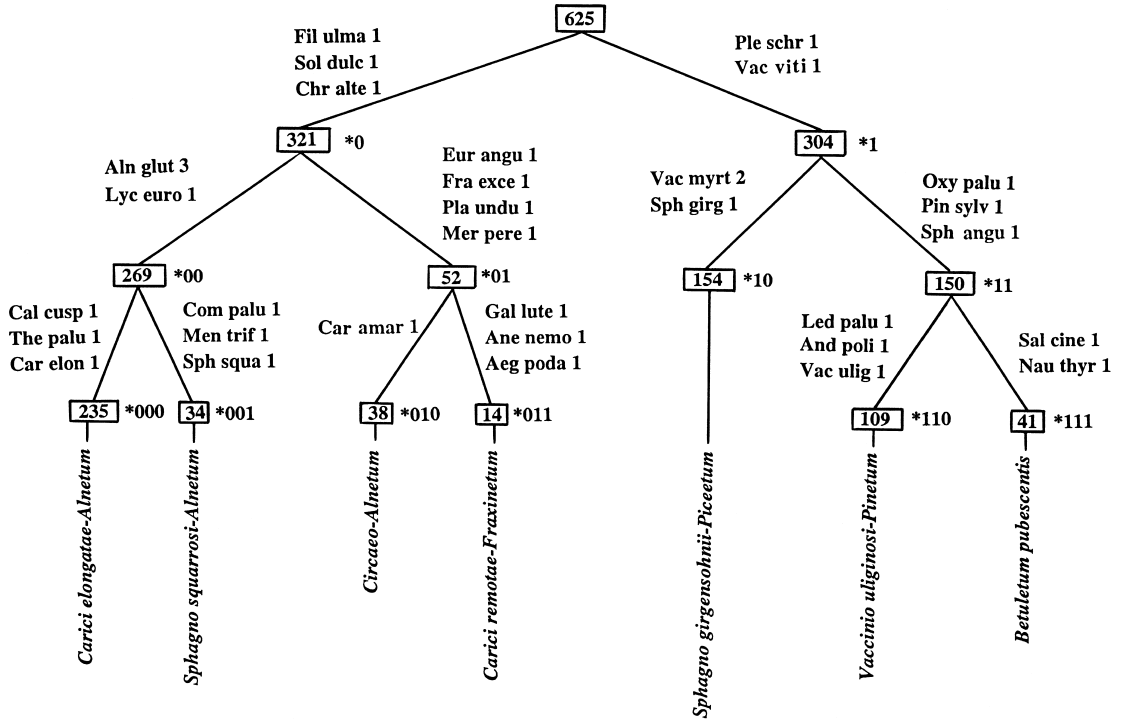 625
Fil ulma 1
Sol dulc 1
Chr alte 1
Ple schr 1
Vac viti 1
321 *0
304 *1
Aln glut 3
Lyc euro 1
Eur angu 1
Fra exce 1
Pla undu 1
Mer pere 1
Vac myrt 2
Sph girg 1
Oxy palu 1
Pin sylv 1
Sph angu 1
269 *00
52 *01
154 *10
150 *11
Cal cusp 1
The palu 1
Car elon 1
Com palu 1
Men trif 1
Sph squa 1
Car amar 1
Gal lute 1
Ane nemo 1
Aeg poda 1
Led palu 1
And poli 1
Vac ulig 1
Sal cine 1
Nau thyr 1
235 *000
34 *001
38 *010
14 *011
109 *110
41 *111
Carici elongatae-Alnetum
Sphagno squarrosi-Alnetum
Circaeo-Alnetum
Carici remotae-Fraxinetum
Sphagno girgensohnii-Piceetum
Vaccinio uliginosi-Pinetum
Betuletum pubescentis